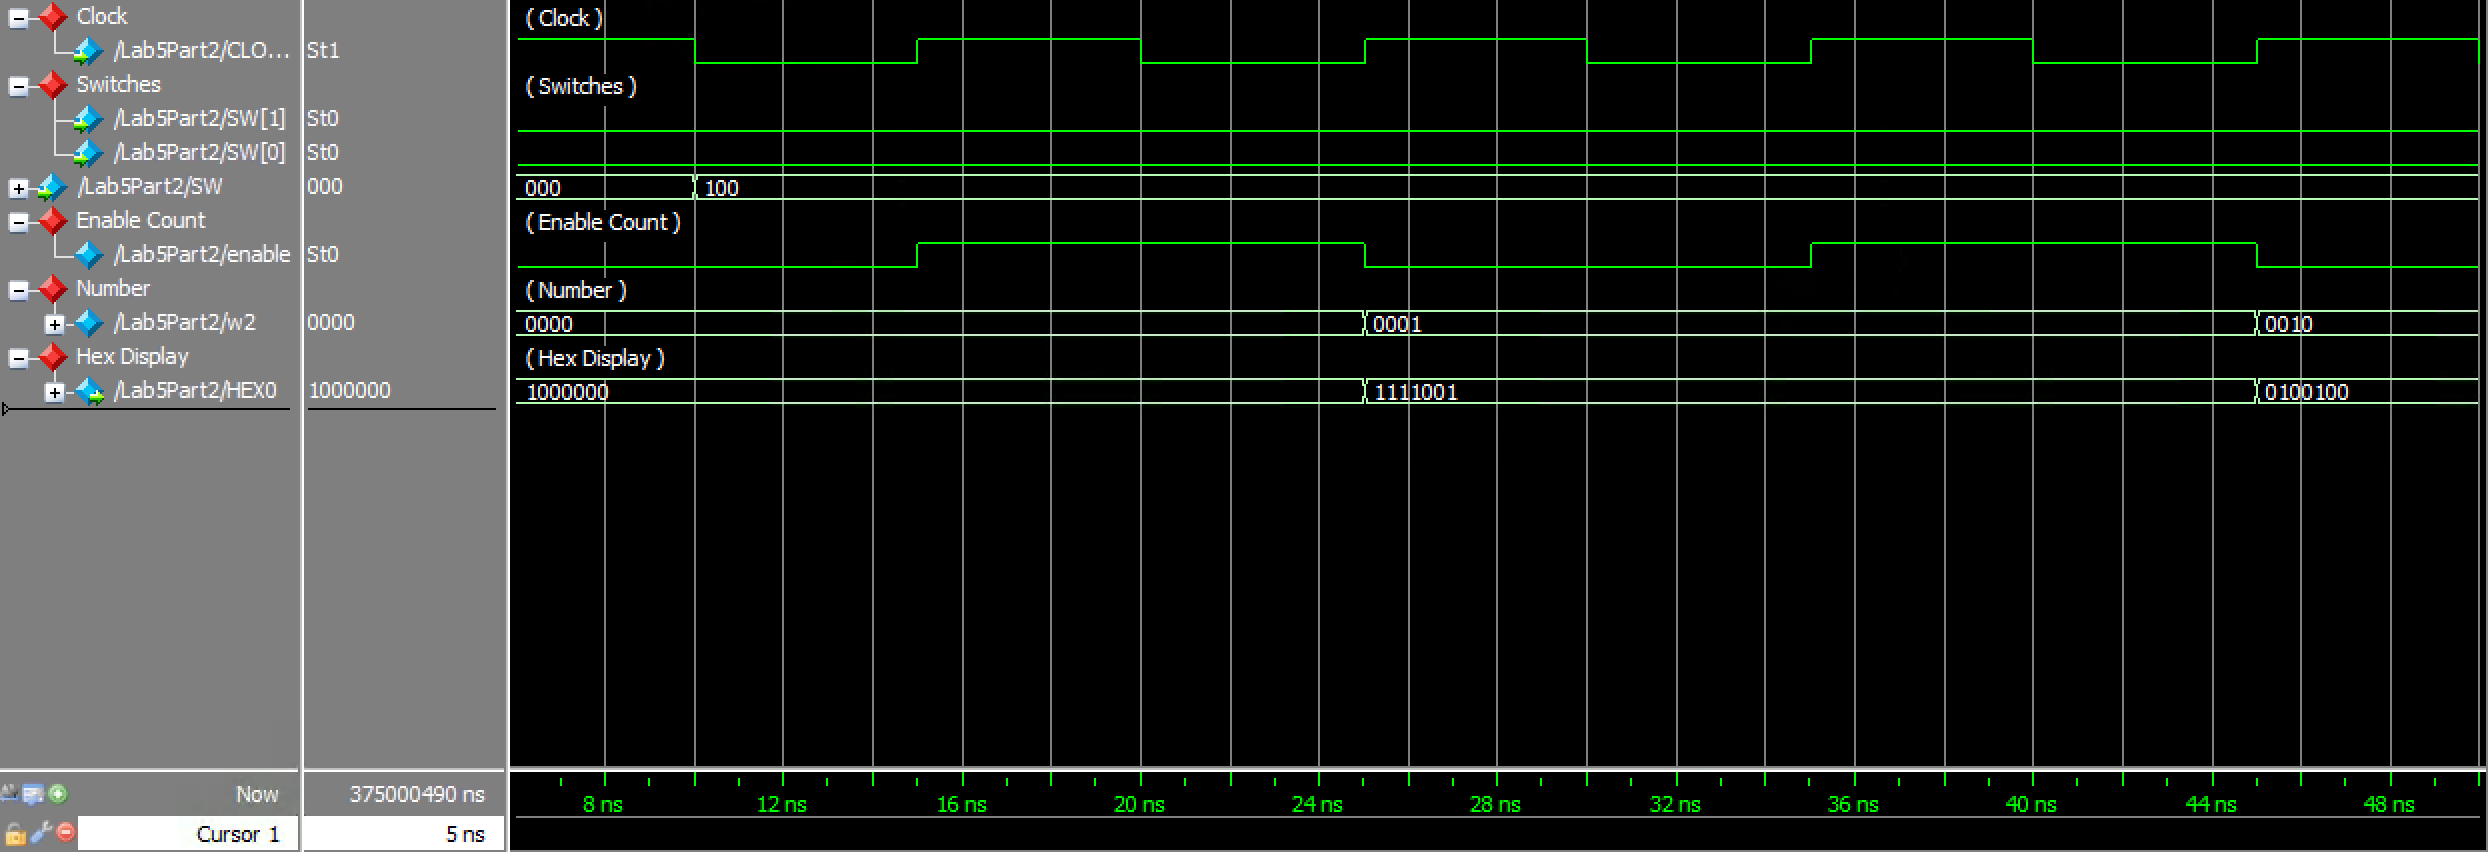 Clock
/Lab5Part2/CLO... St1
Switches
/Lab5Part2/SW[1] St0
/Lab5Part2/SW[0] St0
/Lab5Part2/SW 000
Enable Count
/Lab5Part2/enable St0
Number
/Lab5Part2/w2 0000
Hex Display
/Lab5Part2/HEX0 1000000
( Clock )
( Switches )
000 100
( Enable Count )
( Number )
0000 0001 0010
( Hex Display )
1000000 1111001 0100100
Now 375000490 ns
8 ns 12 ns 16 ns 20 ns 24 ns 28 ns 32 ns 36 ns 40 ns 44 ns 48 ns
Cursor 1 5 ns